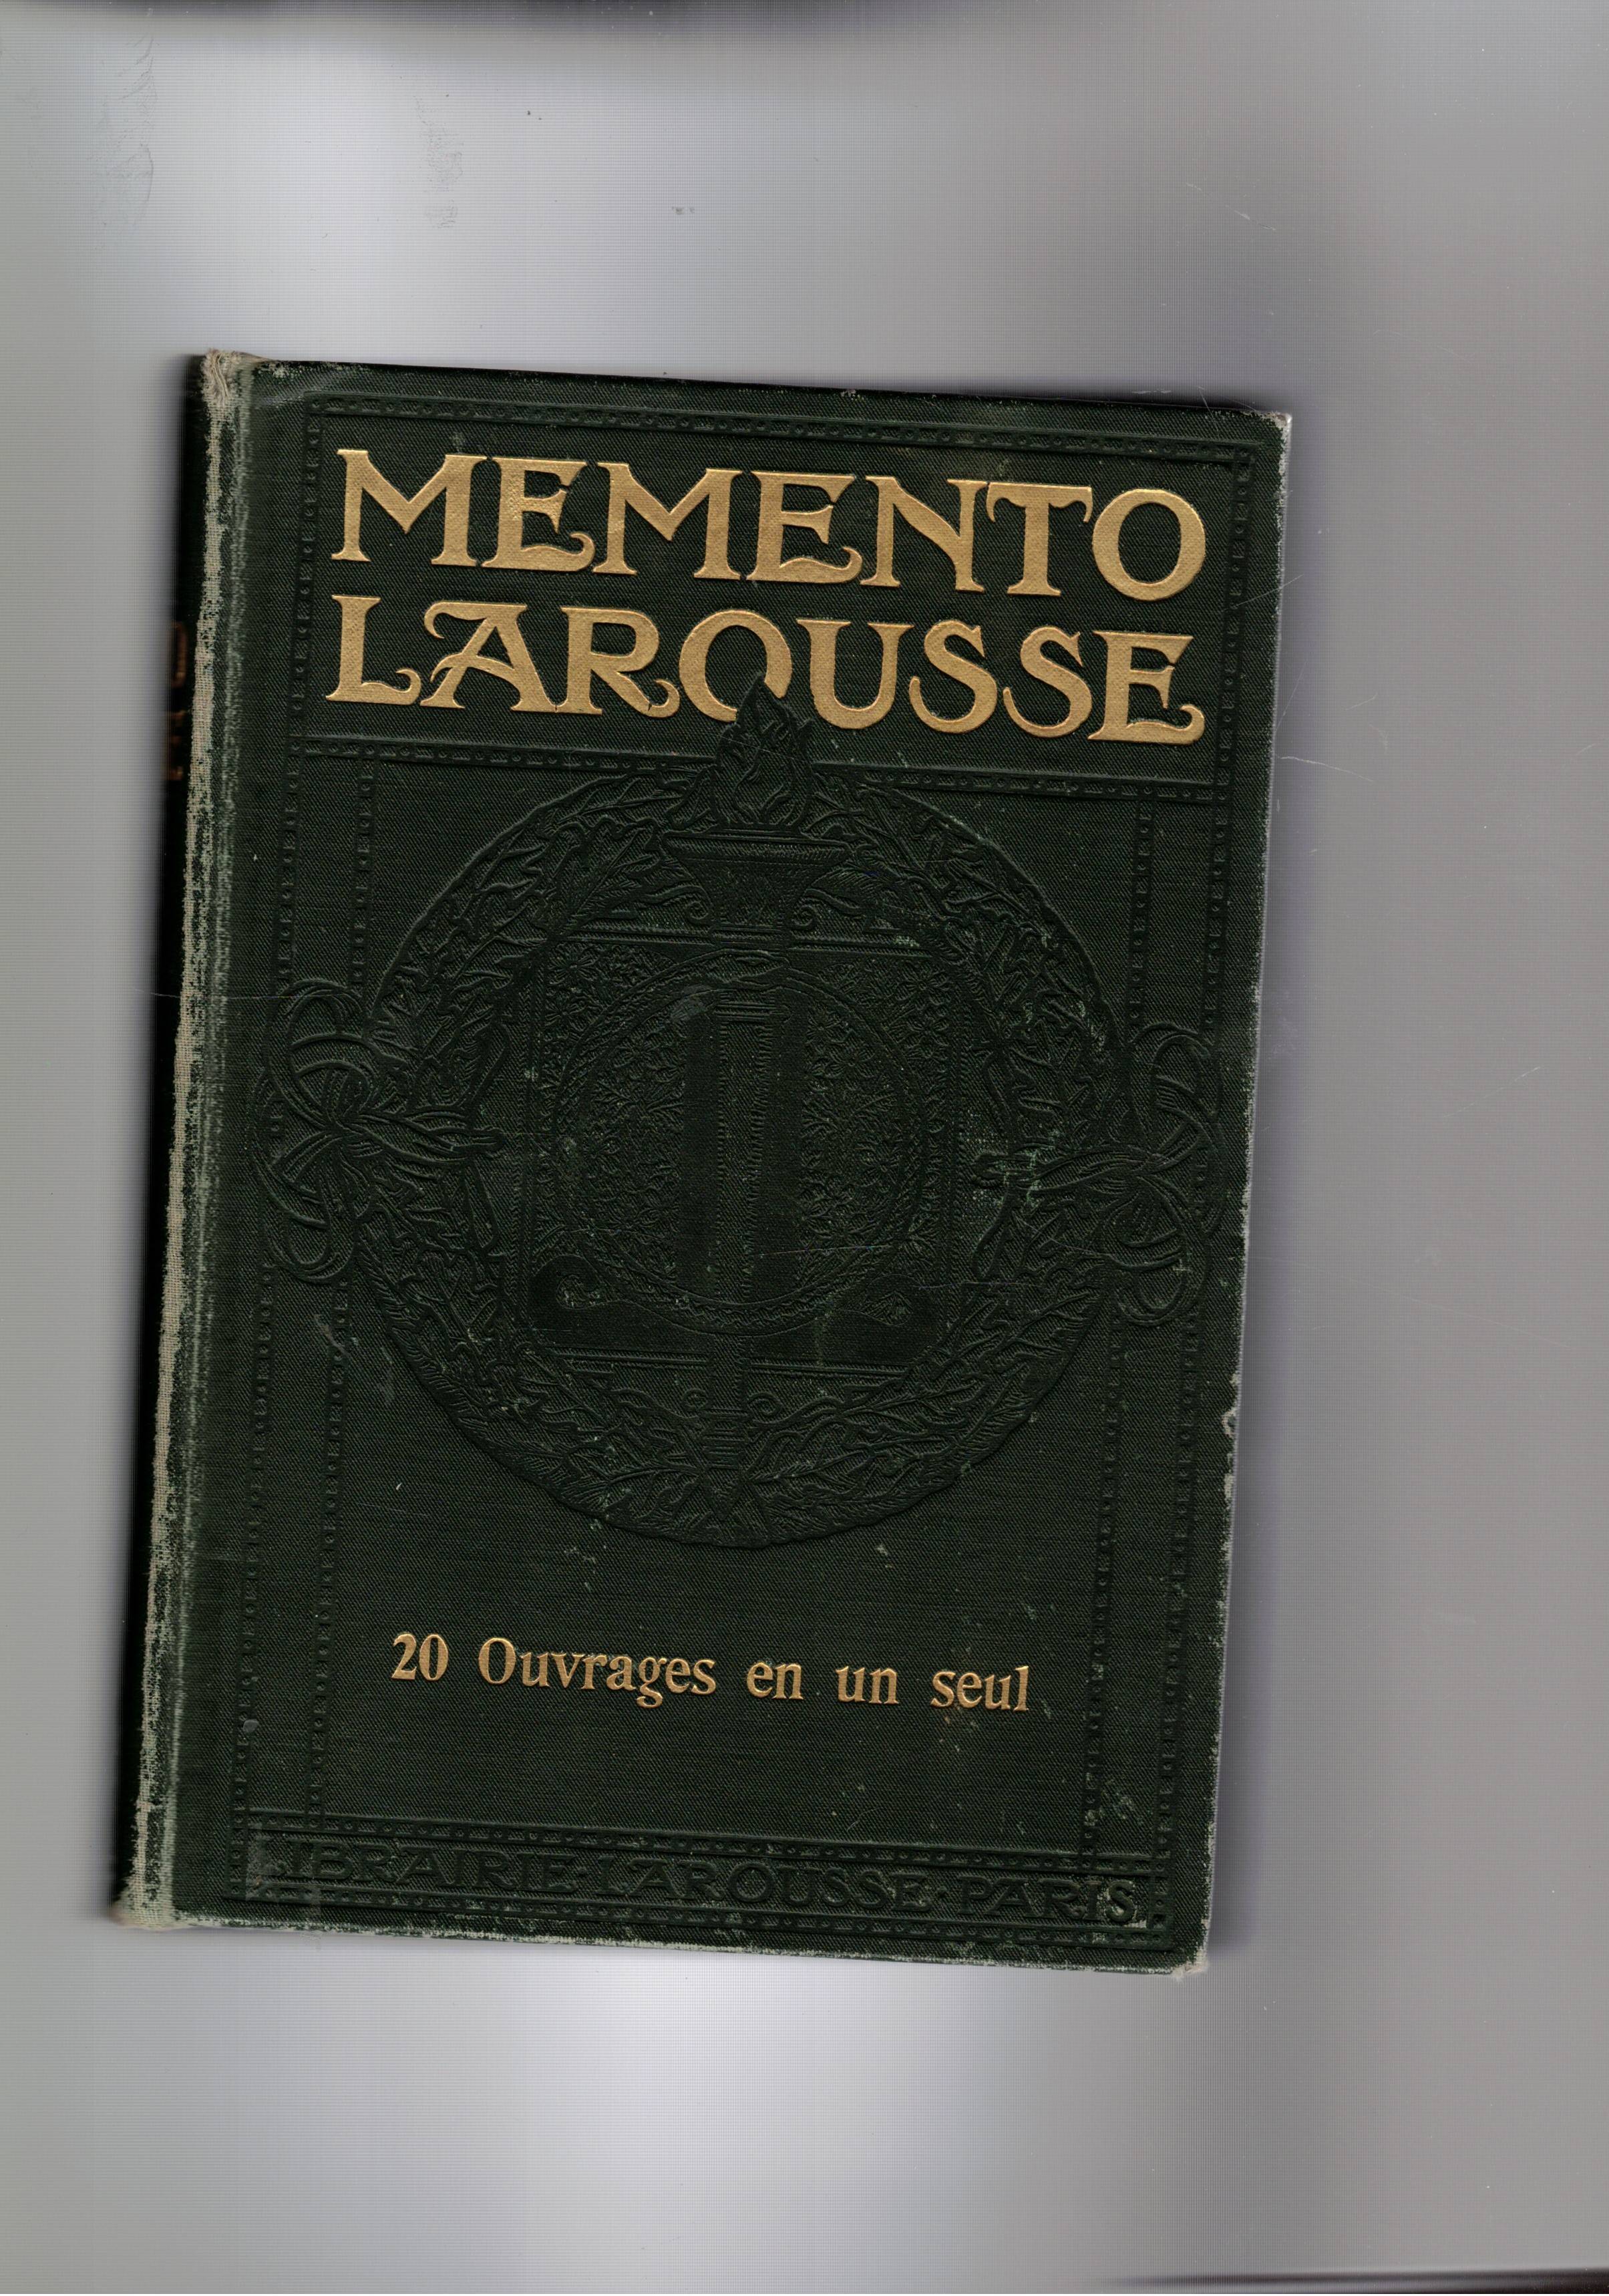 MEMENTO
LAROUSSE
20 Ouvrages en un seul
LIBRAIRIE·LAROUSSE·PARIS